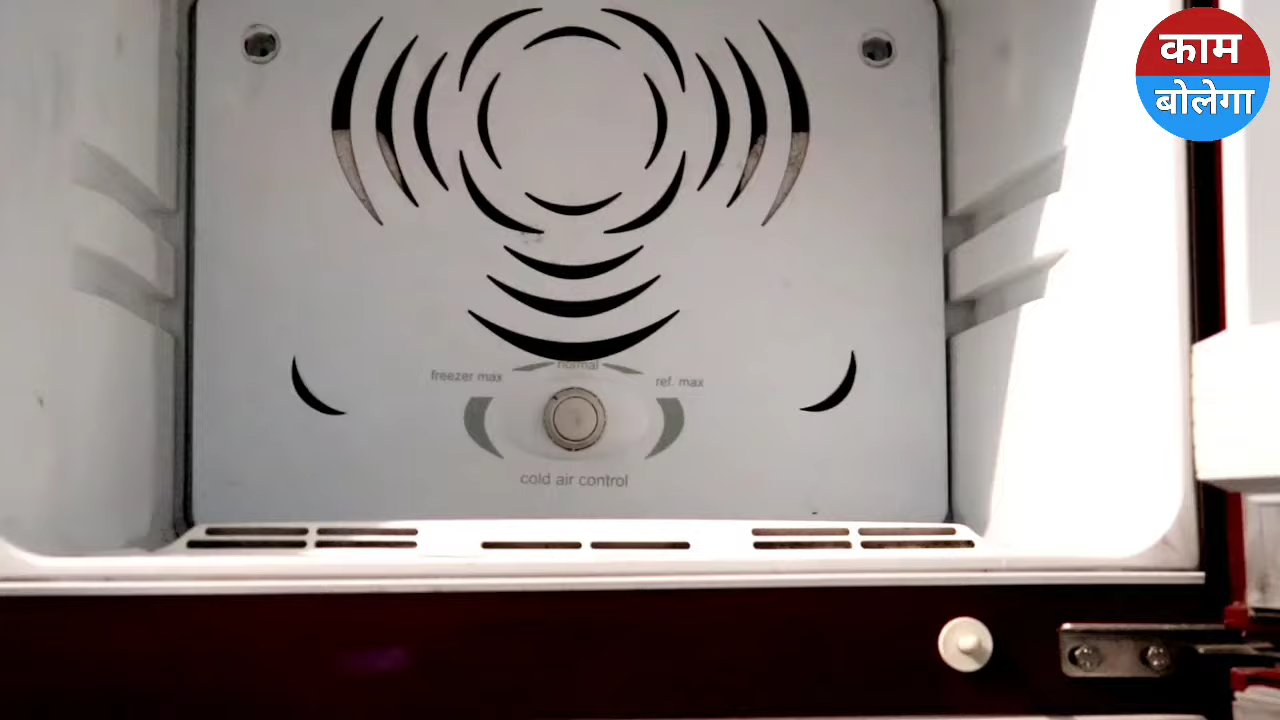 काम
बोलेगा
normal
freezer max
ref. max
cold air control